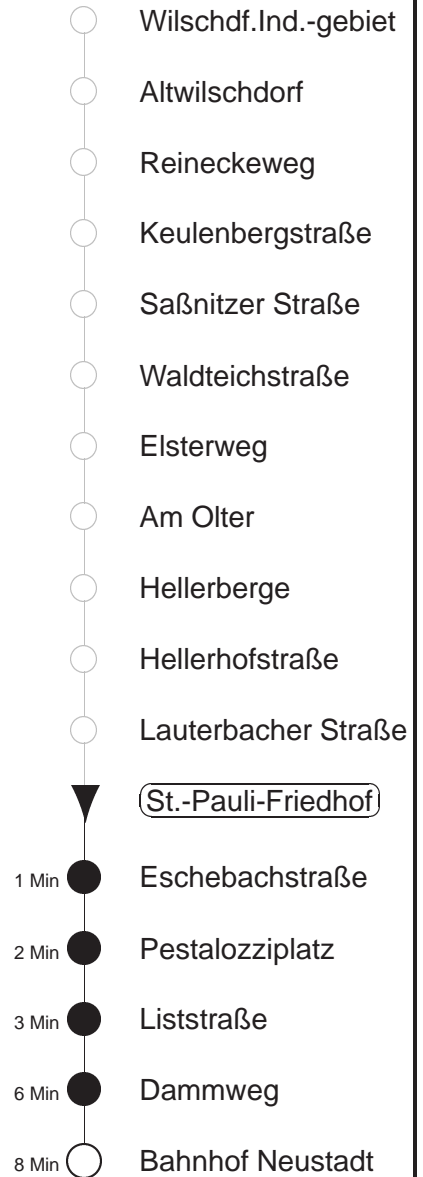 Wilschdf.Ind.-gebiet
Altwilschdorf
Reineckeweg
Keulenbergstraße
Saßnitzer Straße
Waldteichstraße
Elsterweg
Am Olter
Hellerberge
Hellerhofstraße
Lauterbacher Straße
St.-Pauli-Friedhof
1 Min Eschebachstraße
2 Min Pestalozziplatz
3 Min Liststraße
6 Min Dammweg
8 Min Bahnhof Neustadt